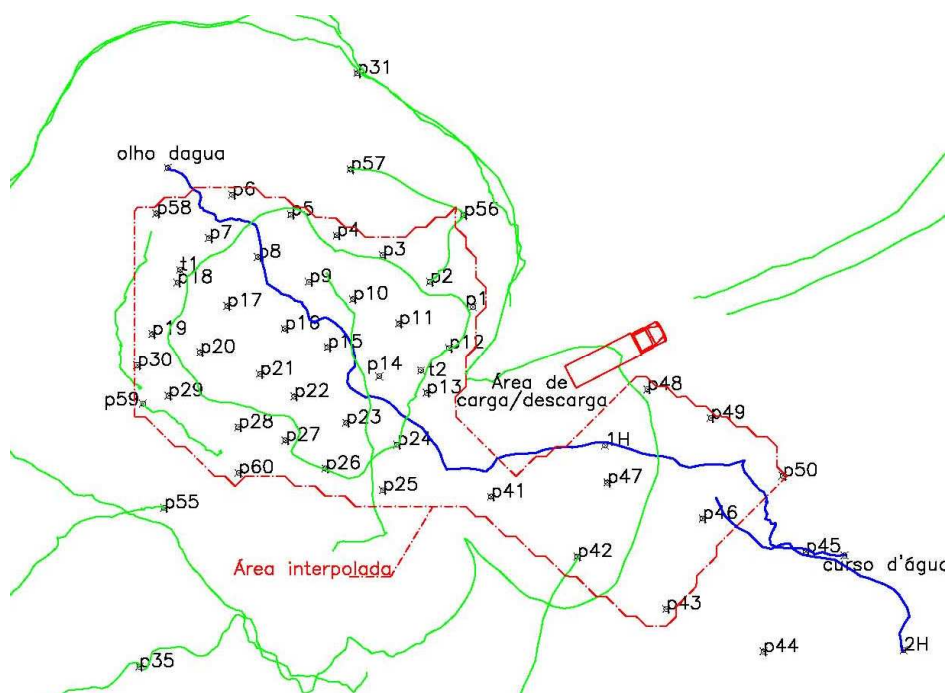 p31
olho dagua
p57
p6
p58
p5
p56
p7
p4
p3
p8
t1
p18
p9
p2
p10
p17
p1
p11
p16
p19
p15
p12
p20
p30
p14
t2
p21
p13
Área de
carga/descarga
p48
p59
p29
p22
p23
p49
p28
p27
p24
1H
p60
p26
p50
p25
p41
p47
p55
p46
p42
p45
curso d'água
Área interpolada
p43
p35
p44
2H